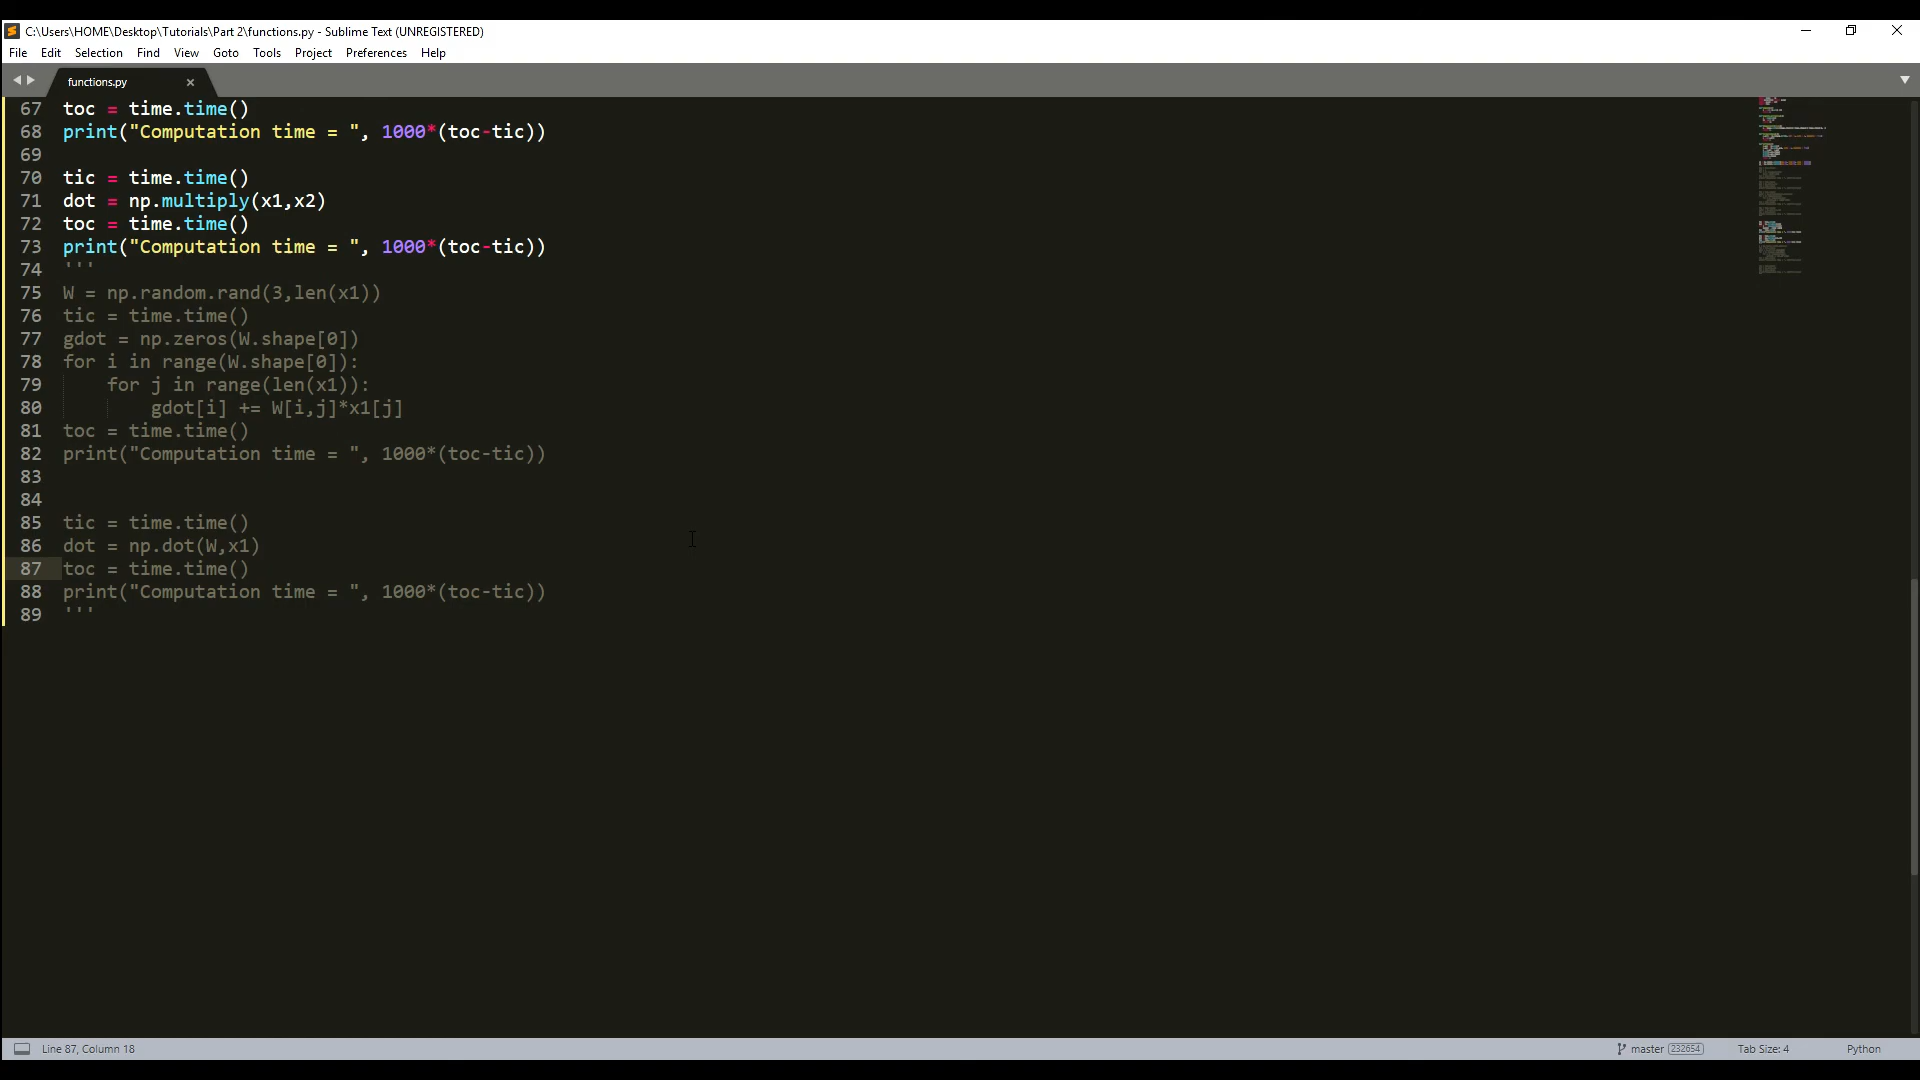 C:\Users\HOME\Desktop\Tutorials\Part 2\functions.py - Sublime Text (UNREGISTERED)
File Edit Selection Find View Goto Tools Project Preferences Help
functions.py
67 toc = time.time()
68 print("Computation time = ", 1000*(toc-tic))
69
70 tic = time.time()
71 dot = np.multiply(x1,x2)
72 toc = time.time()
73 print("Computation time = ", 1000*(toc-tic))
74 '''
75 W = np.random.rand(3,len(x1))
76 tic = time.time()
77 gdot = np.zeros(W.shape[0])
78 for i in range(W.shape[0]):
79     for j in range(len(x1)):
80         gdot[i] += W[i,j]*x1[j]
81 toc = time.time()
82 print("Computation time = ", 1000*(toc-tic))
83
84
85 tic = time.time()
86 dot = np.dot(W,x1)
87 toc = time.time()
88 print("Computation time = ", 1000*(toc-tic))
89 '''
Line 87, Column 18 master 232654 Tab Size: 4 Python